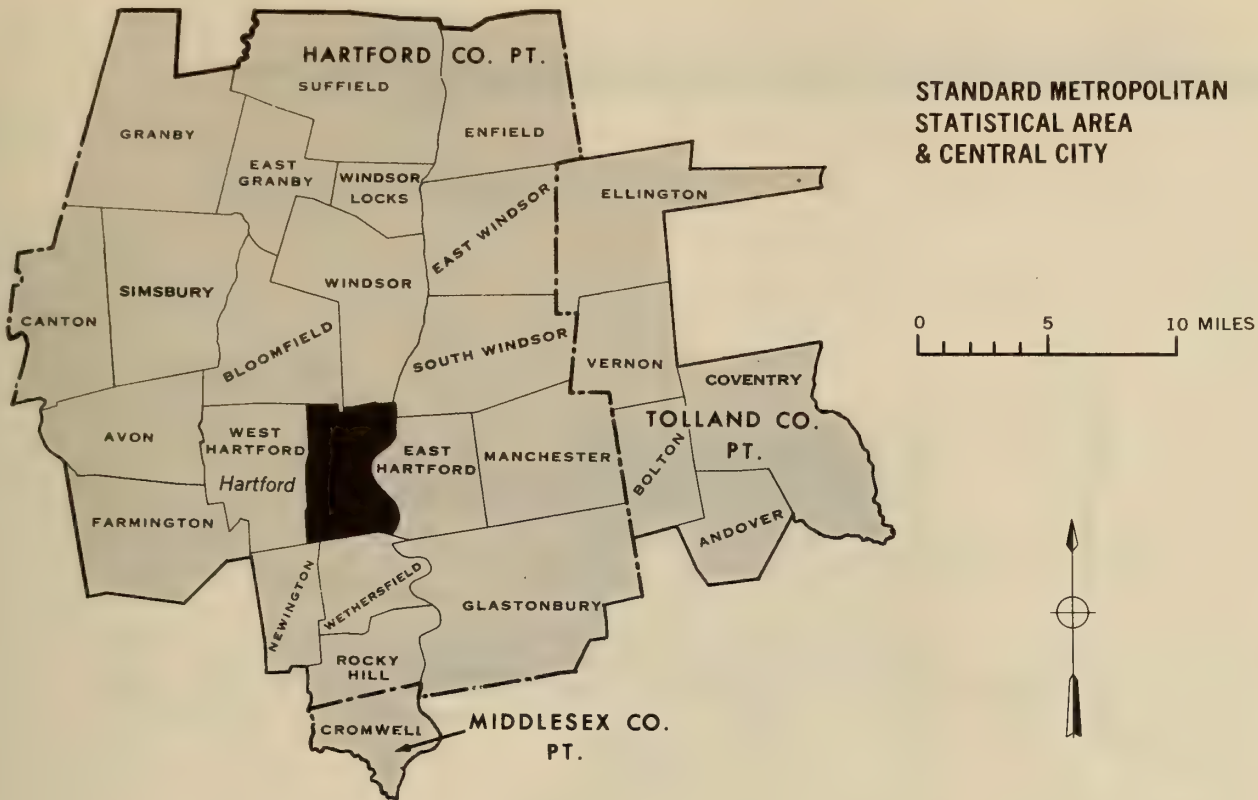 HARTFORD CO. PT.
SUFFIELD
STANDARD METROPOLITAN
STATISTICAL AREA
& CENTRAL CITY
GRANBY
ENFIELD
EAST
GRANBY
WINDSOR
LOCKS
ELLINGTON
EAST WINDSOR
SIMSBURY
WINDSOR
CANTON
BLOOMFIELD
SOUTH WINDSOR
VERNON
0 5 10 MILES
COVENTRY
TOLLAND CO.
PT.
AVON
WEST
HARTFORD
Hartford
EAST
HARTFORD
MANCHESTER
BOLTON
FARMINGTON
ANDOVER
NEWINGTON
WETHERSFIELD
GLASTONBURY
ROCKY
HILL
CROMWELL
MIDDLESEX CO.
PT.